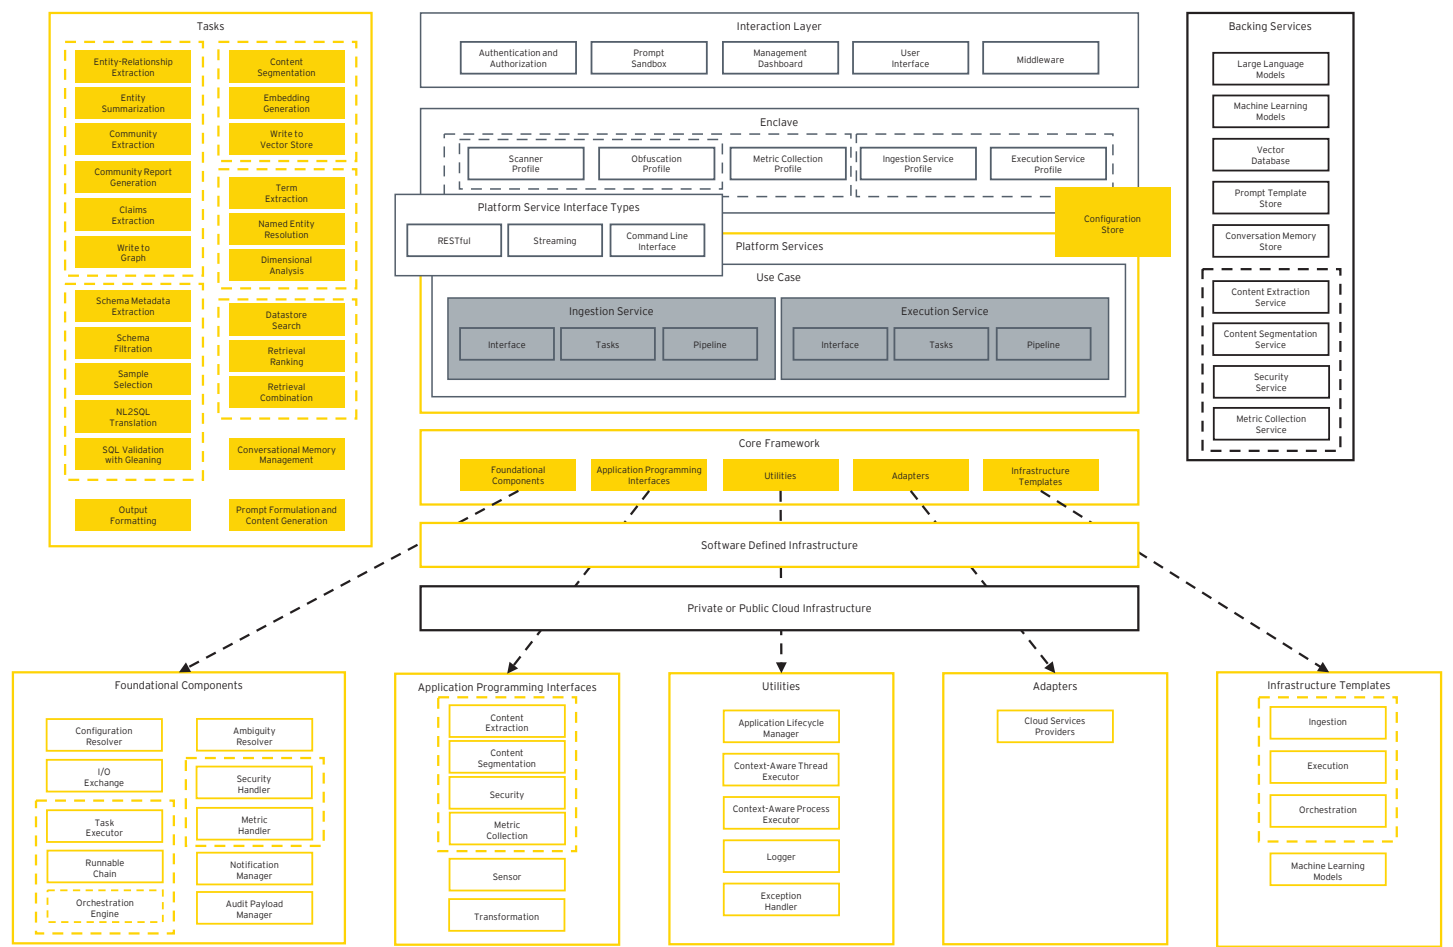 Tasks
Entity-Relationship
Extraction
Entity
Summarization
Community
Extraction
Community Report
Generation
Claims
Extraction
Write to
Graph
Schema Metadata
Extraction
Schema
Filtration
Sample
Selection
NL2SQL
Translation
SQL Validation
with Gleaning
Output
Formatting
Content
Segmentation
Embedding
Generation
Write to
Vector Store
Term
Extraction
Named Entity
Resolution
Dimensional
Analysis
Datastore
Search
Retrieval
Ranking
Retrieval
Combination
Conversational Memory
Management
Prompt Formulation and
Content Generation
Interaction Layer
Authentication and
Authorization
Prompt
Sandbox
Management
Dashboard
User
Interface
Middleware
Enclave
Scanner
Profile
Obfuscation
Profile
Metric Collection
Profile
Ingestion Service
Profile
Execution Service
Profile
Platform Service Interface Types
RESTful
Streaming
Command Line
Interface
Configuration
Store
Platform Services
Use Case
Ingestion Service
Interface
Tasks
Pipeline
Execution Service
Interface
Tasks
Pipeline
Core Framework
Foundational
Components
Application Programming
Interfaces
Utilities
Adapters
Infrastructure
Templates
Software Defined Infrastructure
Private or Public Cloud Infrastructure
Backing Services
Large Language
Models
Machine Learning
Models
Vector
Database
Prompt Template
Store
Conversation Memory
Store
Content Extraction
Service
Content Segmentation
Service
Security
Service
Metric Collection
Service
Foundational Components
Configuration
Resolver
I/O
Exchange
Task
Executor
Runnable
Chain
Orchestration
Engine
Ambiguity
Resolver
Security
Handler
Metric
Handler
Notification
Manager
Audit Payload
Manager
Application Programming Interfaces
Content
Extraction
Content
Segmentation
Security
Metric
Collection
Sensor
Transformation
Utilities
Application Lifecycle
Manager
Context-Aware Thread
Executor
Context-Aware Process
Executor
Logger
Exception
Handler
Adapters
Cloud Services
Providers
Infrastructure Templates
Ingestion
Execution
Orchestration
Machine Learning
Models